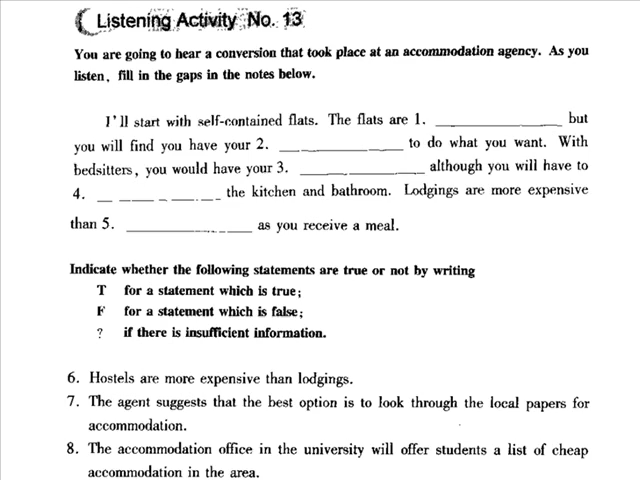 Listening Activity No. 13
You are going to hear a conversion that took place at an accommodation agency. As you
listen, fill in the gaps in the notes below.
I'll start with self-contained flats. The flats are 1. ____________ but
you will find you have your 2. ____________ to do what you want. With
bedsitters, you would have your 3. ____________ although you will have to
4. ____________ the kitchen and bathroom. Lodgings are more expensive
than 5. ____________ as you receive a meal.
Indicate whether the following statements are true or not by writing
T for a statement which is true;
F for a statement which is false;
? if there is insufficient information.
6. Hostels are more expensive than lodgings.
7. The agent suggests that the best option is to look through the local papers for
accommodation.
8. The accommodation office in the university will offer students a list of cheap
accommodation in the area.